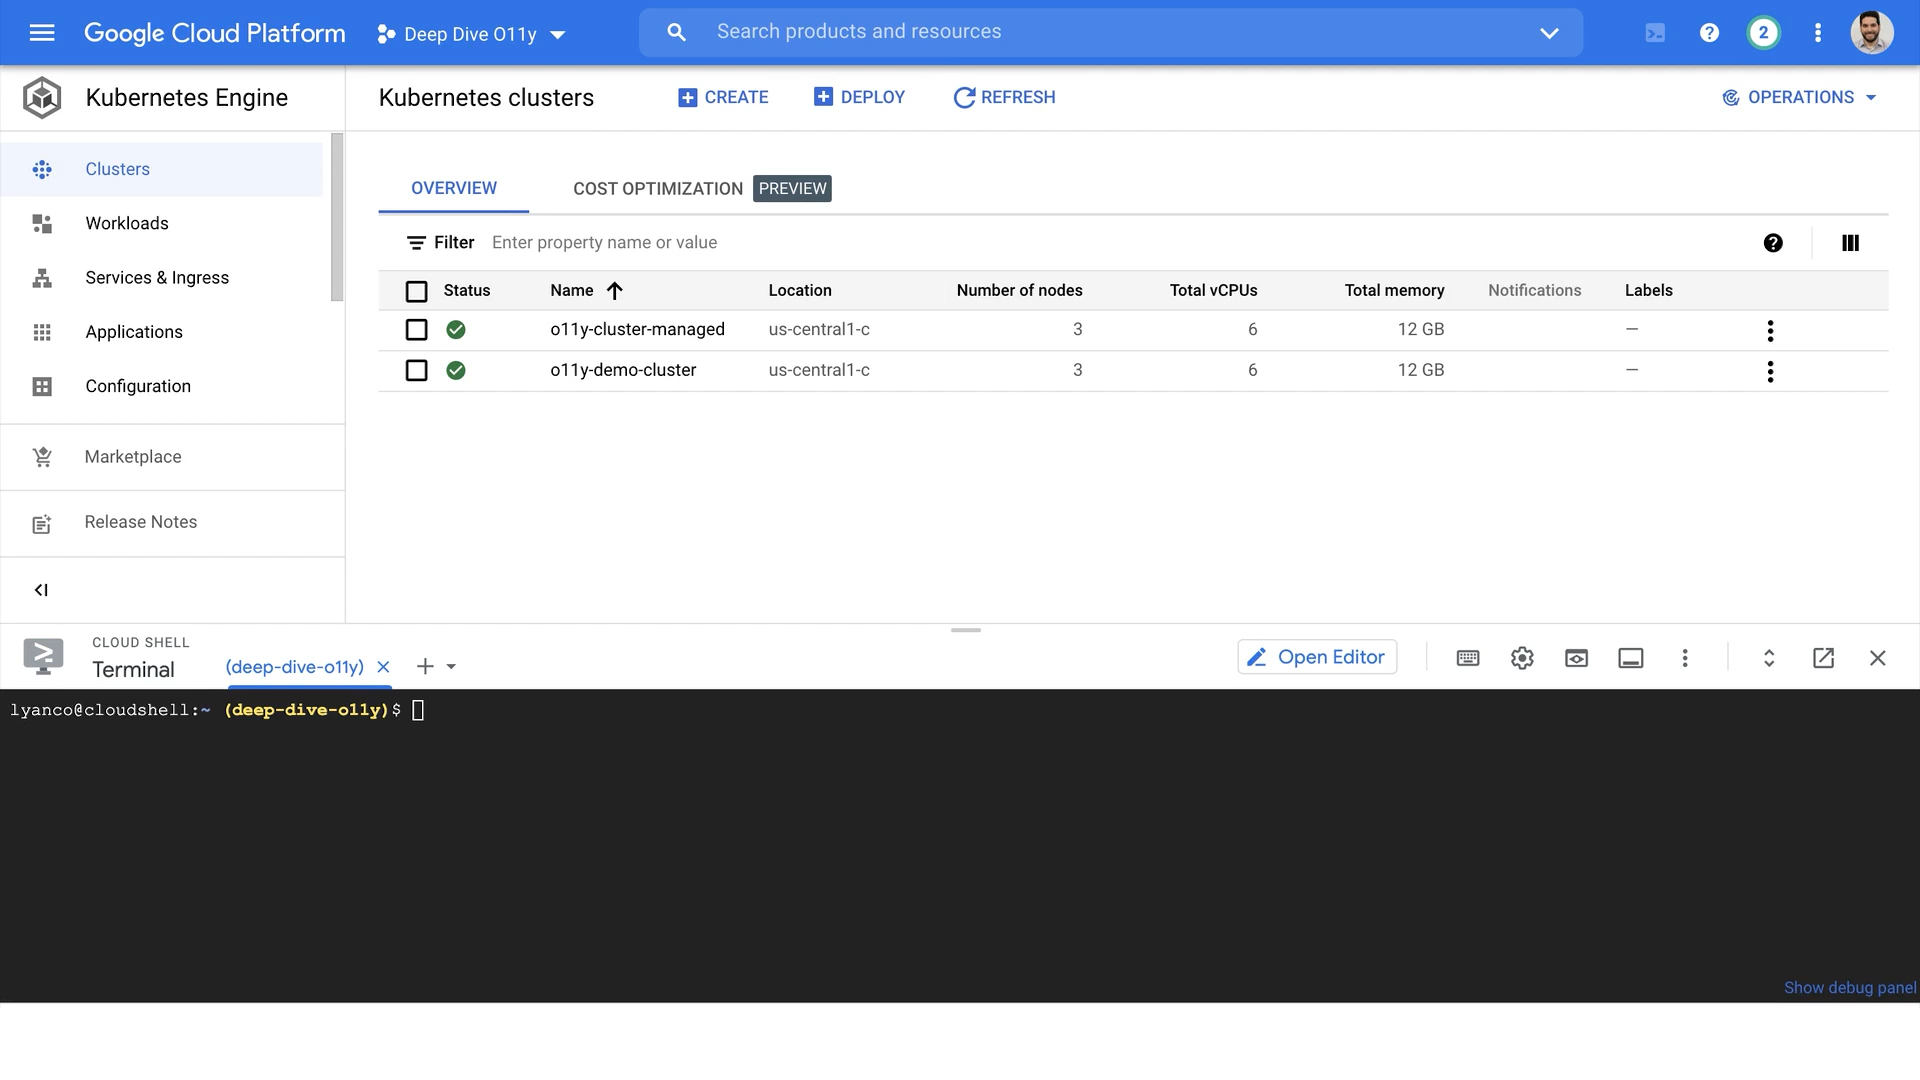 Google Cloud Platform
Deep Dive O11y
Search products and resources
2
Kubernetes Engine
Kubernetes clusters
CREATE
DEPLOY
REFRESH
OPERATIONS
Clusters
Workloads
Services & Ingress
Applications
Configuration
Marketplace
Release Notes
OVERVIEW
COST OPTIMIZATION PREVIEW
Filter Enter property name or value
Status Name Location Number of nodes Total vCPUs Total memory Notifications Labels
o11y-cluster-managed us-central1-c 3 6 12 GB —
o11y-demo-cluster us-central1-c 3 6 12 GB —
CLOUD SHELL
Terminal
(deep-dive-o11y)
Open Editor
lyanco@cloudshell:~ (deep-dive-o11y)$
Show debug panel